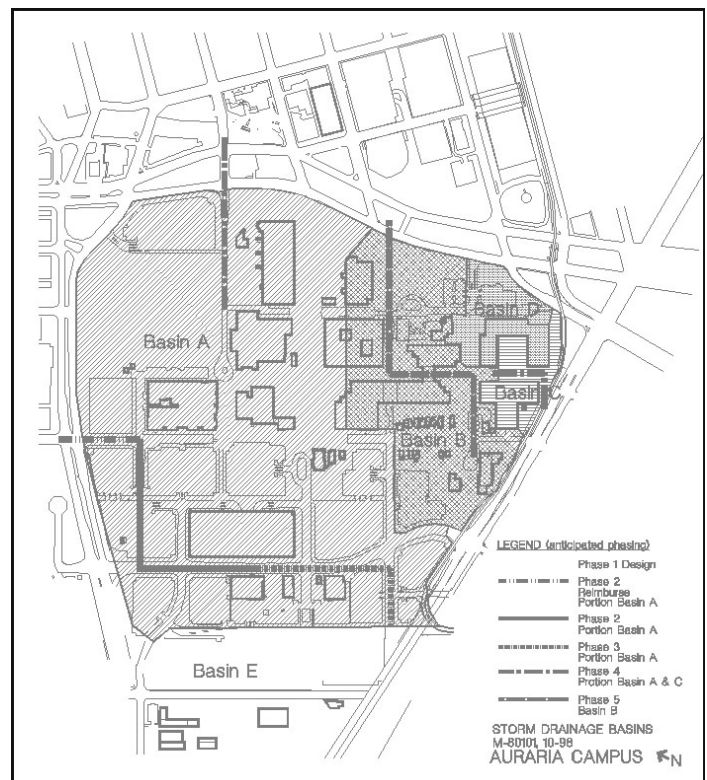 Basin A
Basin D
Basin C
Basin B
Basin E
LEGEND (anticipated phasing)
Phase 1 Design
Phase 2
Reimburse
Portion Basin A
Phase 2
Portion Basin A
Phase 3
Portion Basin A
Phase 4
Protion Basin A & C
Phase 5
Basin B
STORM DRAINAGE BASINS
M-80101, 10-98
AURARIA CAMPUS N